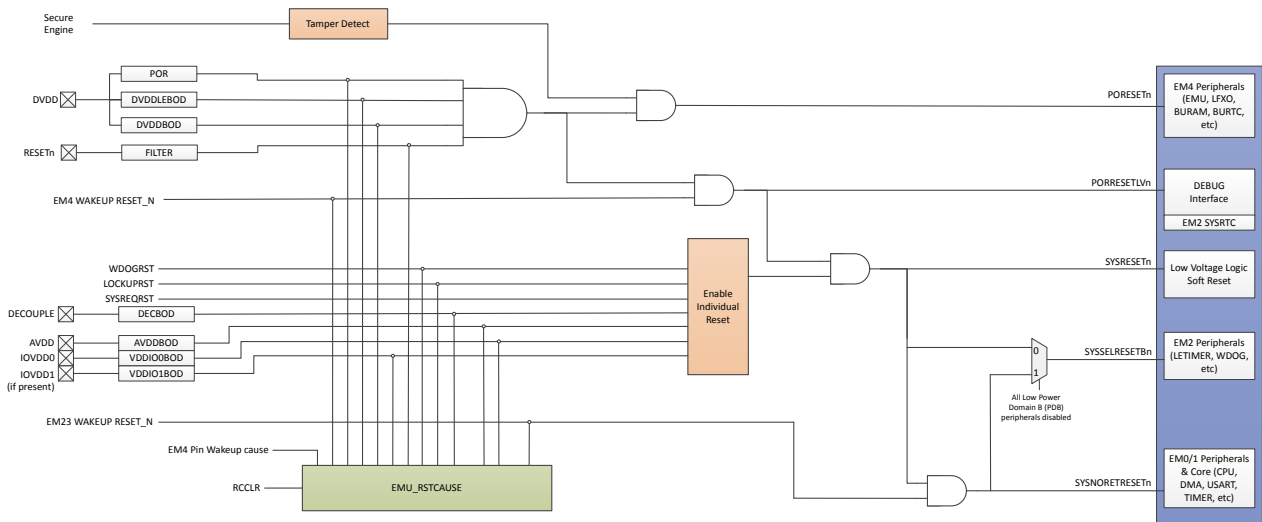 Secure
Engine
Tamper Detect
POR
DVDD
DVDDLEBOD
DVDDBOD
RESETn
FILTER
PORESETn
EM4 Peripherals
(EMU, LFXO,
BURAM, BURTC,
etc)
EM4 WAKEUP RESET_N
PORRESETLVn
DEBUG
Interface
EM2 SYSRTC
WDOGRST
LOCKUPRST
SYSREQRST
DECOUPLE
DECBOD
AVDD
AVDDBOD
IOVDD0
VDDIO0BOD
IOVDD1
(if present)
VDDIO1BOD
Enable
Individual
Reset
SYSRESETn
Low Voltage Logic
Soft Reset
0
1
All Low Power
Domain B (PDB)
peripherals disabled
SYSSELRESETBn
EM2 Peripherals
(LETIMER, WDOG,
etc)
EM23 WAKEUP RESET_N
EM4 Pin Wakeup cause
RCCLR
EMU_RSTCAUSE
SYSNORETRESETn
EM0/1 Peripherals
& Core (CPU,
DMA, USART,
TIMER, etc)